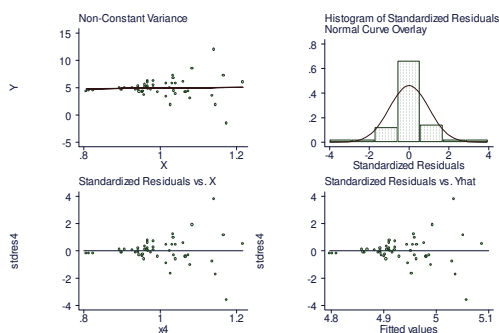 Non-Constant Variance
Y
15
10
5
0
-5
.8
1
1.2
X
Histogram of Standardized Residuals
Normal Curve Overlay
.8
.6
.4
.2
0
-4
-2
0
2
4
Standardized Residuals
Standardized Residuals vs. X
stdres4
4
2
0
-2
-4
.8
1
1.2
x4
Standardized Residuals vs. Yhat
stdres4
4
2
0
-2
-4
4.8
4.9
5
5.1
Fitted values